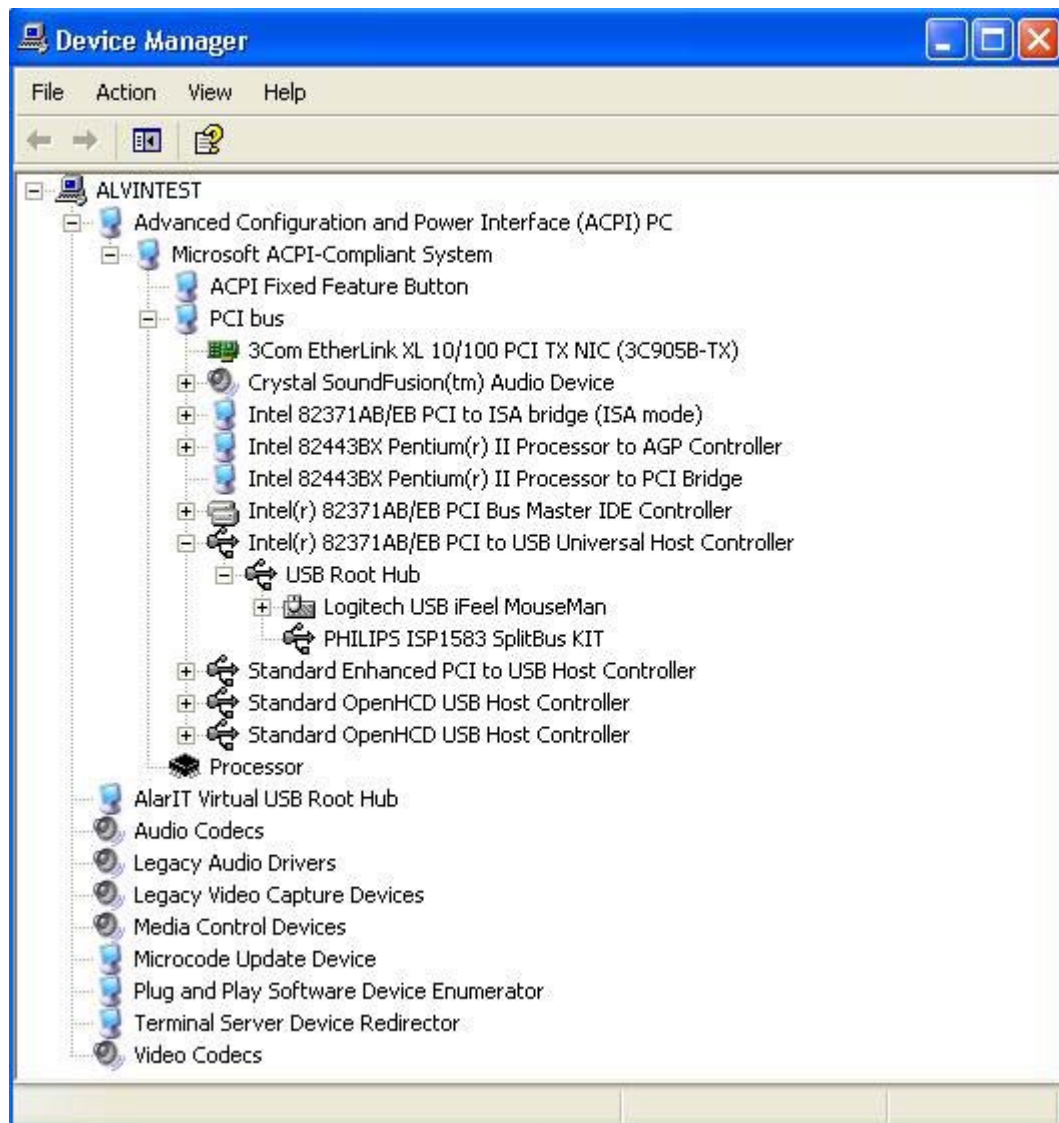 Device Manager
File Action View Help
ALVINTEST
Advanced Configuration and Power Interface (ACPI) PC
Microsoft ACPI-Compliant System
ACPI Fixed Feature Button
PCI bus
3Com EtherLink XL 10/100 PCI TX NIC (3C905B-TX)
Crystal SoundFusion(tm) Audio Device
Intel 82371AB/EB PCI to ISA bridge (ISA mode)
Intel 82443BX Pentium(r) II Processor to AGP Controller
Intel 82443BX Pentium(r) II Processor to PCI Bridge
Intel(r) 82371AB/EB PCI Bus Master IDE Controller
Intel(r) 82371AB/EB PCI to USB Universal Host Controller
USB Root Hub
Logitech USB iFeel MouseMan
PHILIPS ISP1583 SplitBus KIT
Standard Enhanced PCI to USB Host Controller
Standard OpenHCD USB Host Controller
Standard OpenHCD USB Host Controller
Processor
AlarIT Virtual USB Root Hub
Audio Codecs
Legacy Audio Drivers
Legacy Video Capture Devices
Media Control Devices
Microcode Update Device
Plug and Play Software Device Enumerator
Terminal Server Device Redirector
Video Codecs